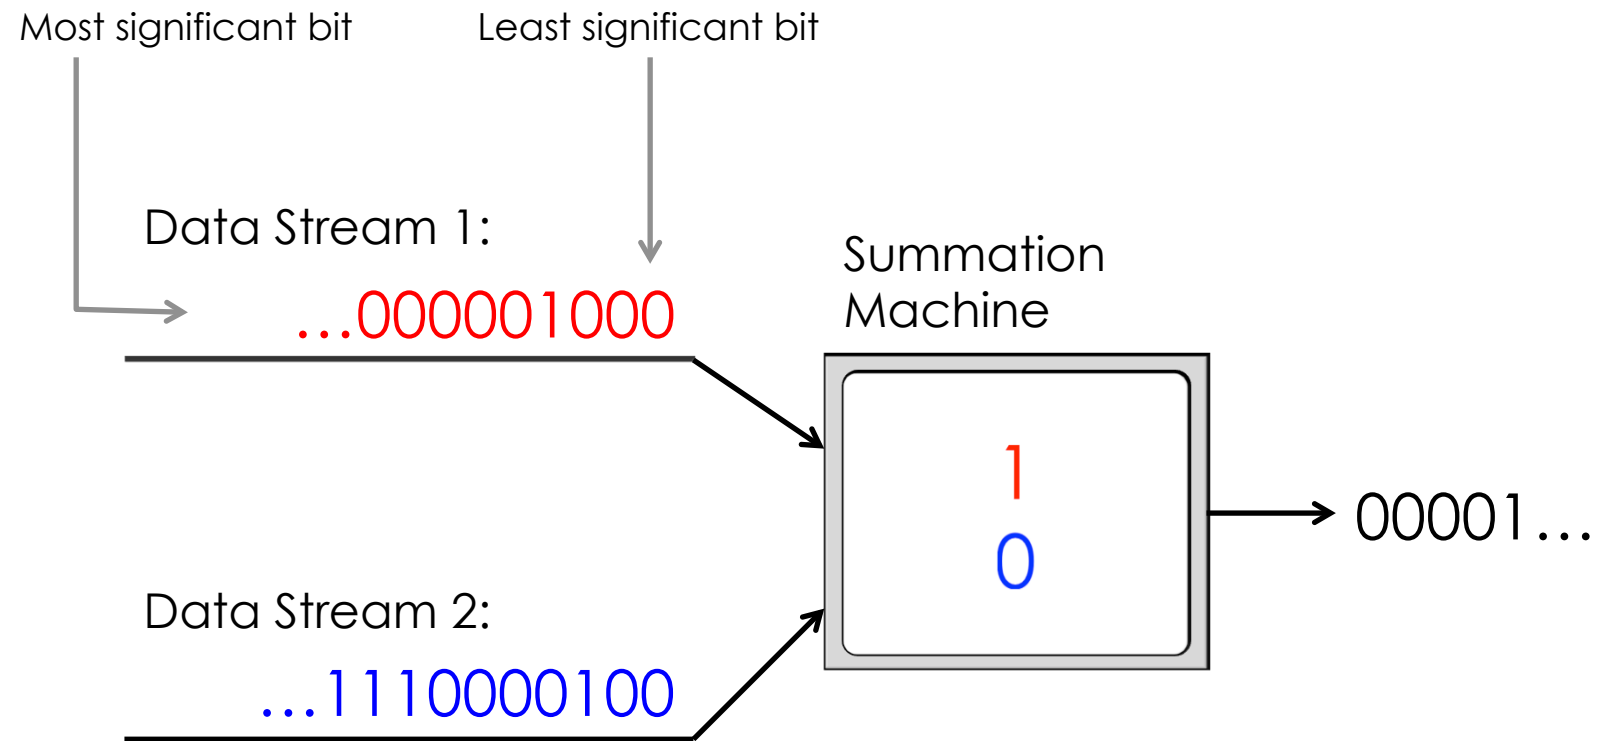 Most significant bit
Least significant bit
Data Stream 1:
...000001000
Summation
Machine
1
0
00001...
Data Stream 2:
...1110000100